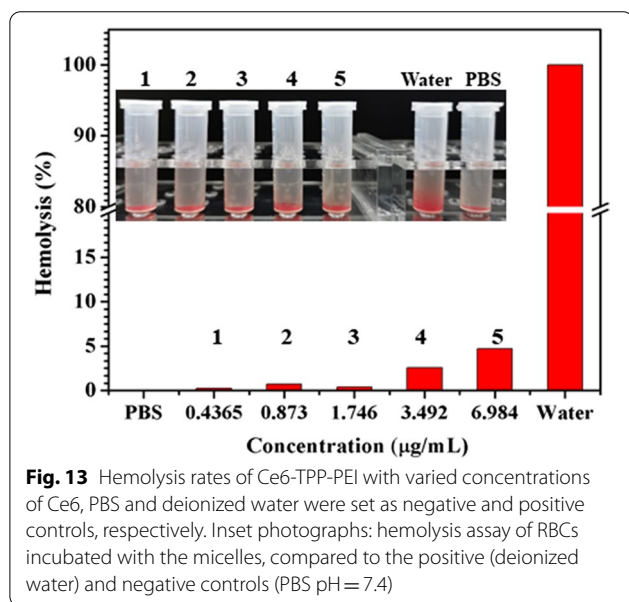 100
90
80
15
10
5
0
Hemolysis (%)
1 2 3 4 5 Water PBS
1 2 3 4 5
PBS 0.4365 0.873 1.746 3.492 6.984 Water
Concentration (μg/mL)
Fig. 13 Hemolysis rates of Ce6-TPP-PEI with varied concentrations
of Ce6, PBS and deionized water were set as negative and positive
controls, respectively. Inset photographs: hemolysis assay of RBCs
incubated with the micelles, compared to the positive (deionized
water) and negative controls (PBS pH = 7.4)